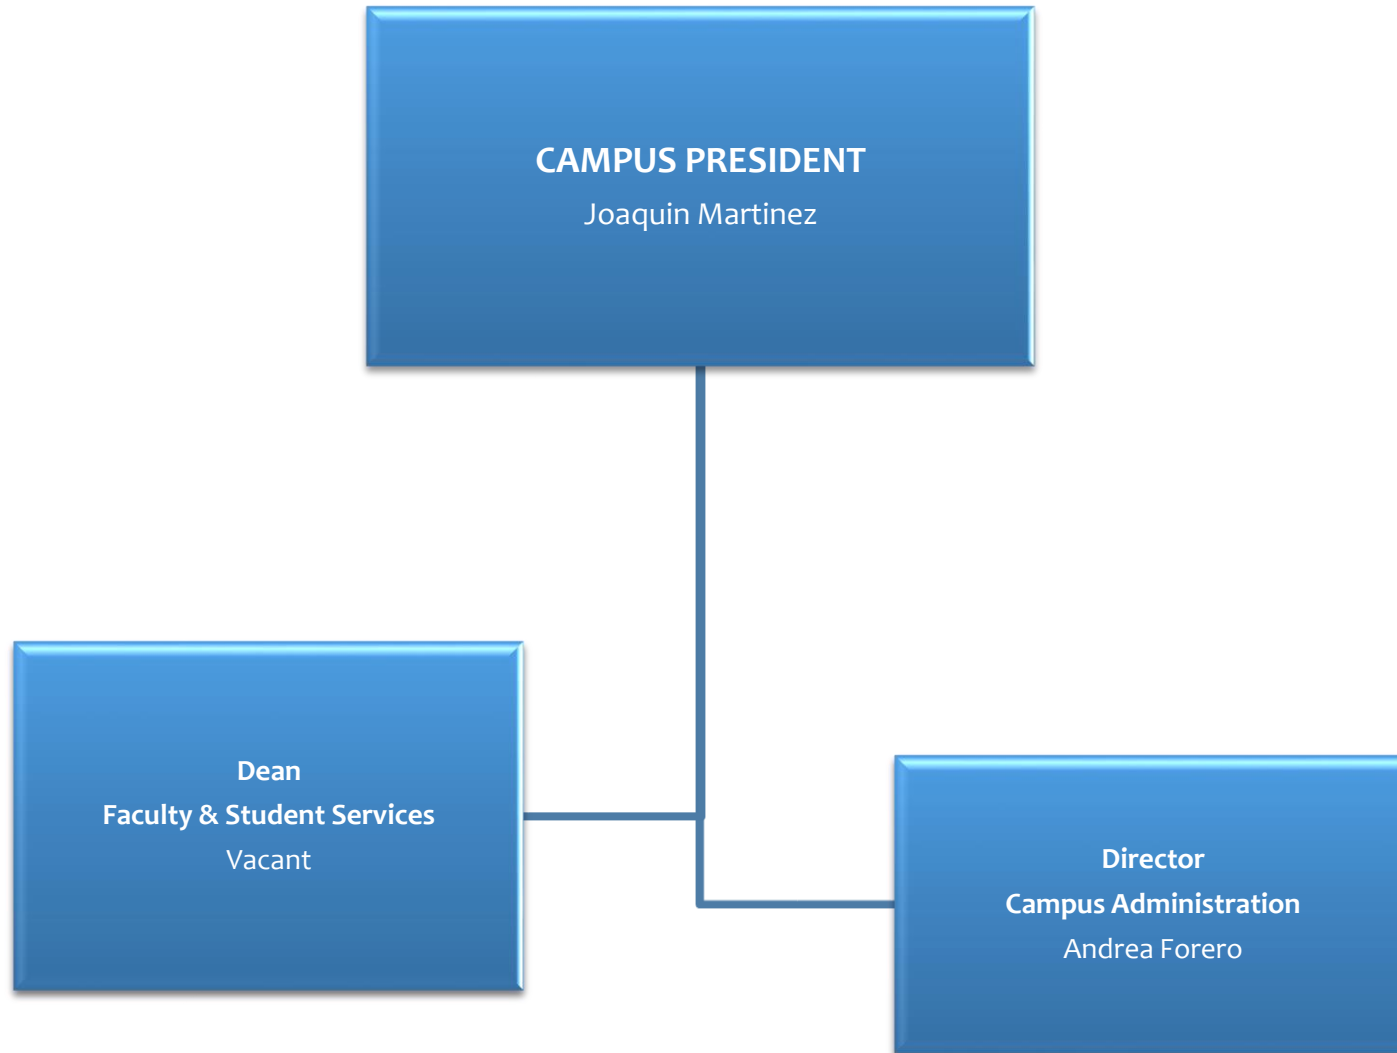 CAMPUS PRESIDENT
Joaquin Martinez
Dean
Faculty & Student Services
Vacant
Director
Campus Administration
Andrea Forero